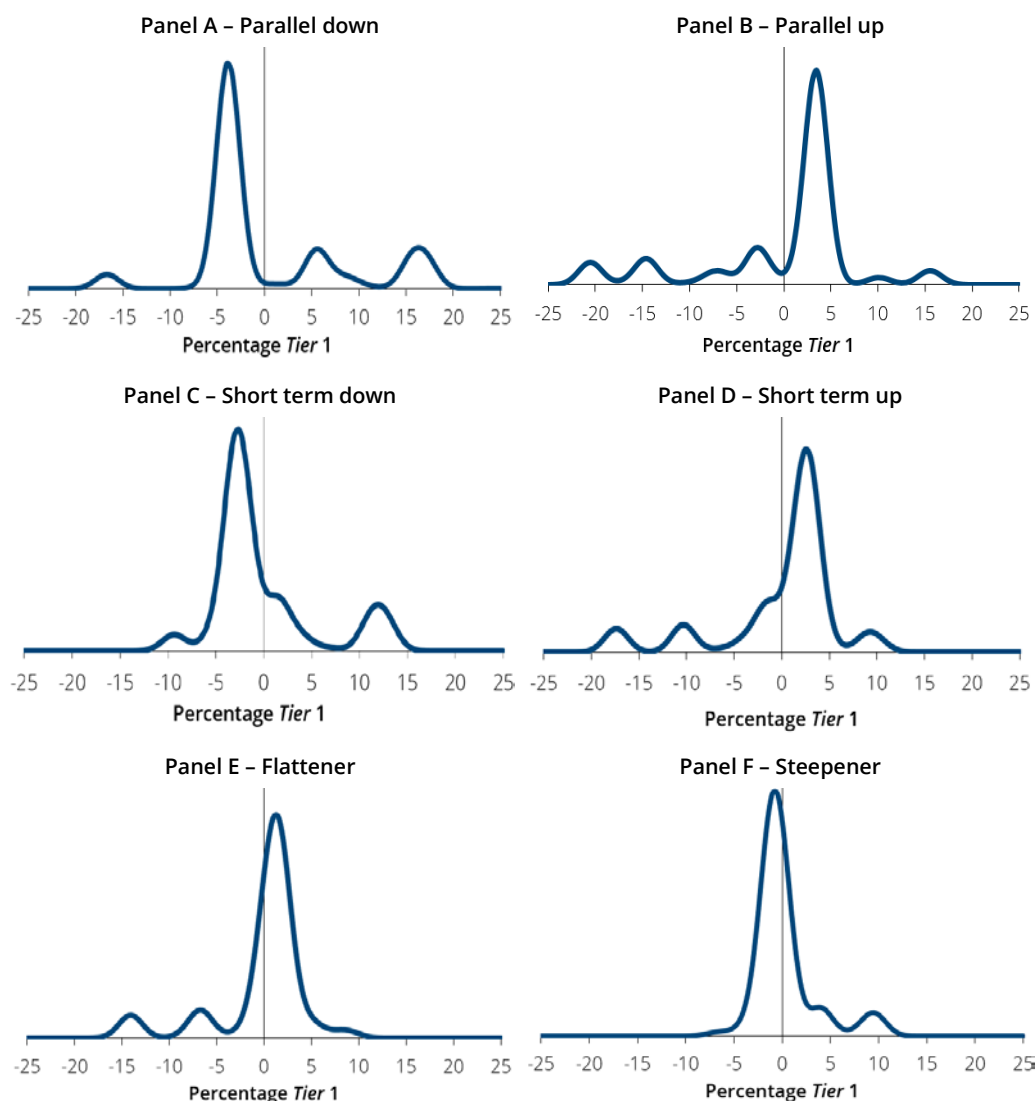 Panel A – Parallel down
-25 -20 -15 -10 -5 0 5 10 15 20 25
Percentage Tier 1
Panel B – Parallel up
-25 -20 -15 -10 -5 0 5 10 15 20 25
Percentage Tier 1
Panel C – Short term down
-25 -20 -15 -10 -5 0 5 10 15 20 25
Percentage Tier 1
Panel D – Short term up
-25 -20 -15 -10 -5 0 5 10 15 20 25
Percentage Tier 1
Panel E – Flattener
-25 -20 -15 -10 -5 0 5 10 15 20 25
Percentage Tier 1
Panel F – Steepener
-25 -20 -15 -10 -5 0 5 10 15 20 25
Percentage Tier 1